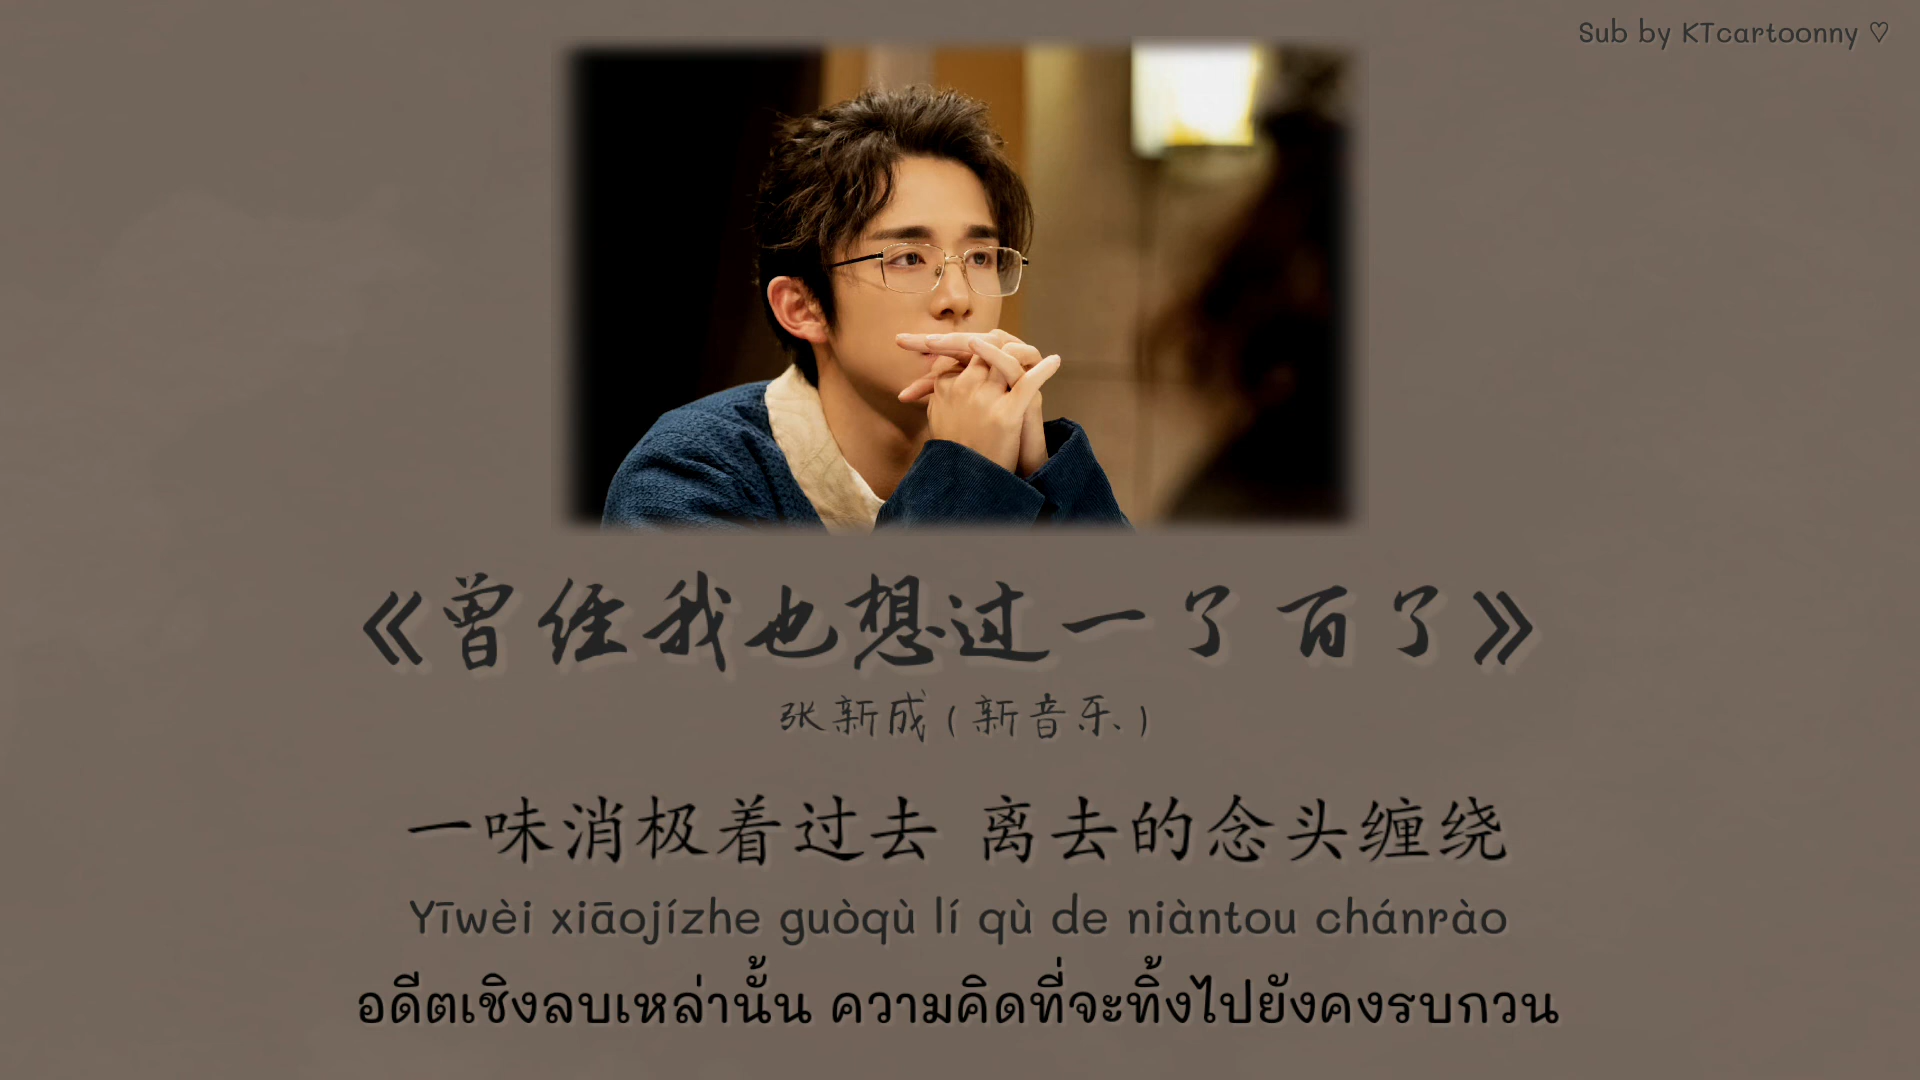 Sub by KTcartoonny ♡
《曾经我也想过一了百了》
张新成(新音乐)
一味消极着过去 离去的念头缠绕
Yīwèi xiāojízhe guòqù lí qù de niàntou chánrào
อดีตเชิงลบเหล่านั้น ความคิดที่จะทิ้งไปยังคงรบกวน